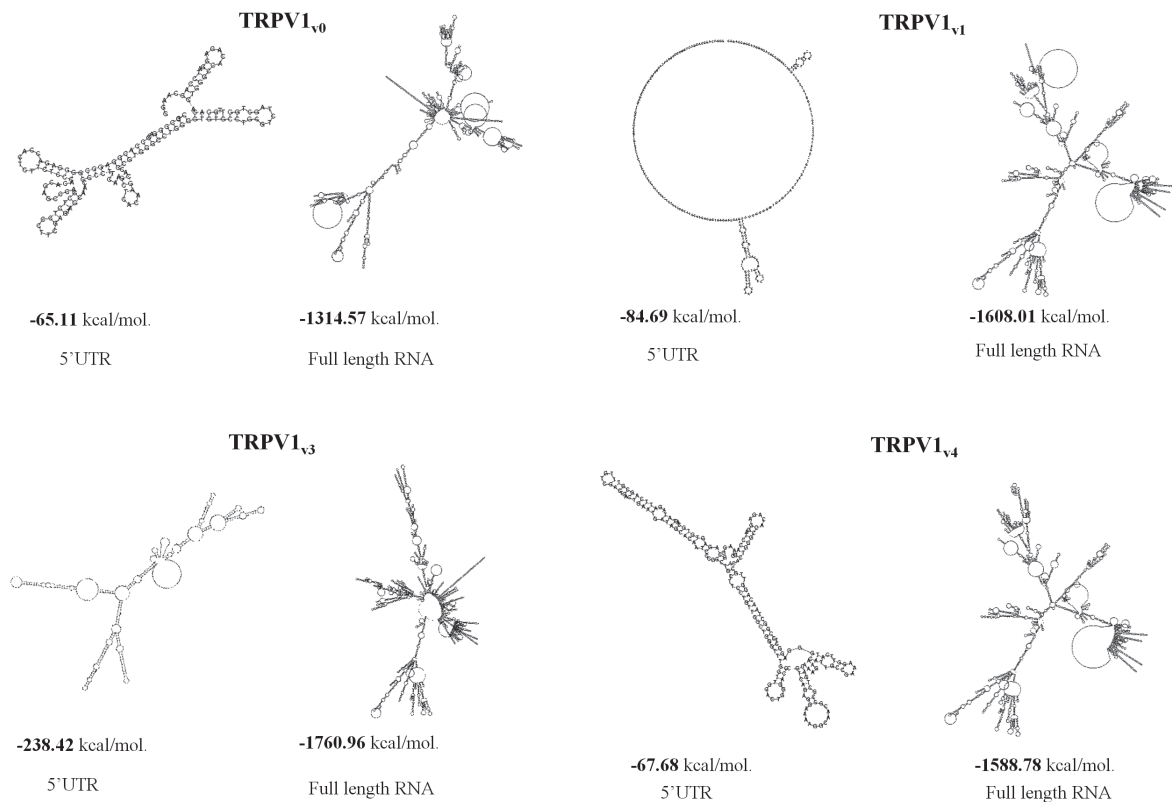 TRPV1v0
-65.11 kcal/mol.
5'UTR
-1314.57 kcal/mol.
Full length RNA
TRPV1v1
-84.69 kcal/mol.
5'UTR
-1608.01 kcal/mol.
Full length RNA
TRPV1v3
-238.42 kcal/mol.
5'UTR
-1760.96 kcal/mol.
Full length RNA
TRPV1v4
-67.68 kcal/mol.
5'UTR
-1588.78 kcal/mol.
Full length RNA